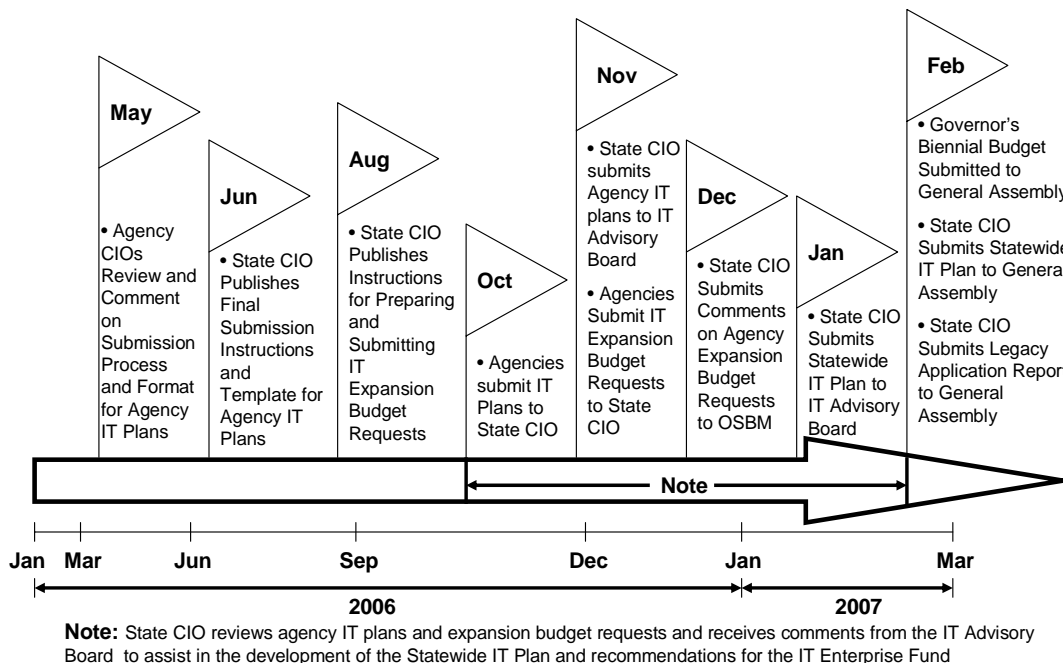 May
• Agency
CIOs
Review and
Comment
on
Submission
Process
and Format
for Agency
IT Plans
Jun
• State CIO
Publishes
Final
Submission
Instructions
and
Template for
Agency IT
Plans
Aug
• State CIO
Publishes
Instructions
for Preparing
and
Submitting
IT
Expansion
Budget
Requests
Oct
• Agencies
submit IT
Plans to
State CIO
Nov
• State CIO
submits
Agency IT
plans to IT
Advisory
Board
• Agencies
Submit IT
Expansion
Budget
Requests
to State
CIO
Dec
• State CIO
Submits
Comments
on Agency
Expansion
Budget
Requests
to OSBM
Jan
• State CIO
Submits
Statewide
IT Plan to
IT Advisory
Board
Feb
• Governor's
Biennial Budget
Submitted to
General Assembly
• State CIO
Submits Statewide
IT Plan to General
Assembly
• State CIO
Submits Legacy
Application Report
to General
Assembly
Note
Jan Mar Jun Sep Dec Jan Mar
2006 2007
Note: State CIO reviews agency IT plans and expansion budget requests and receives comments from the IT Advisory
Board to assist in the development of the Statewide IT Plan and recommendations for the IT Enterprise Fund